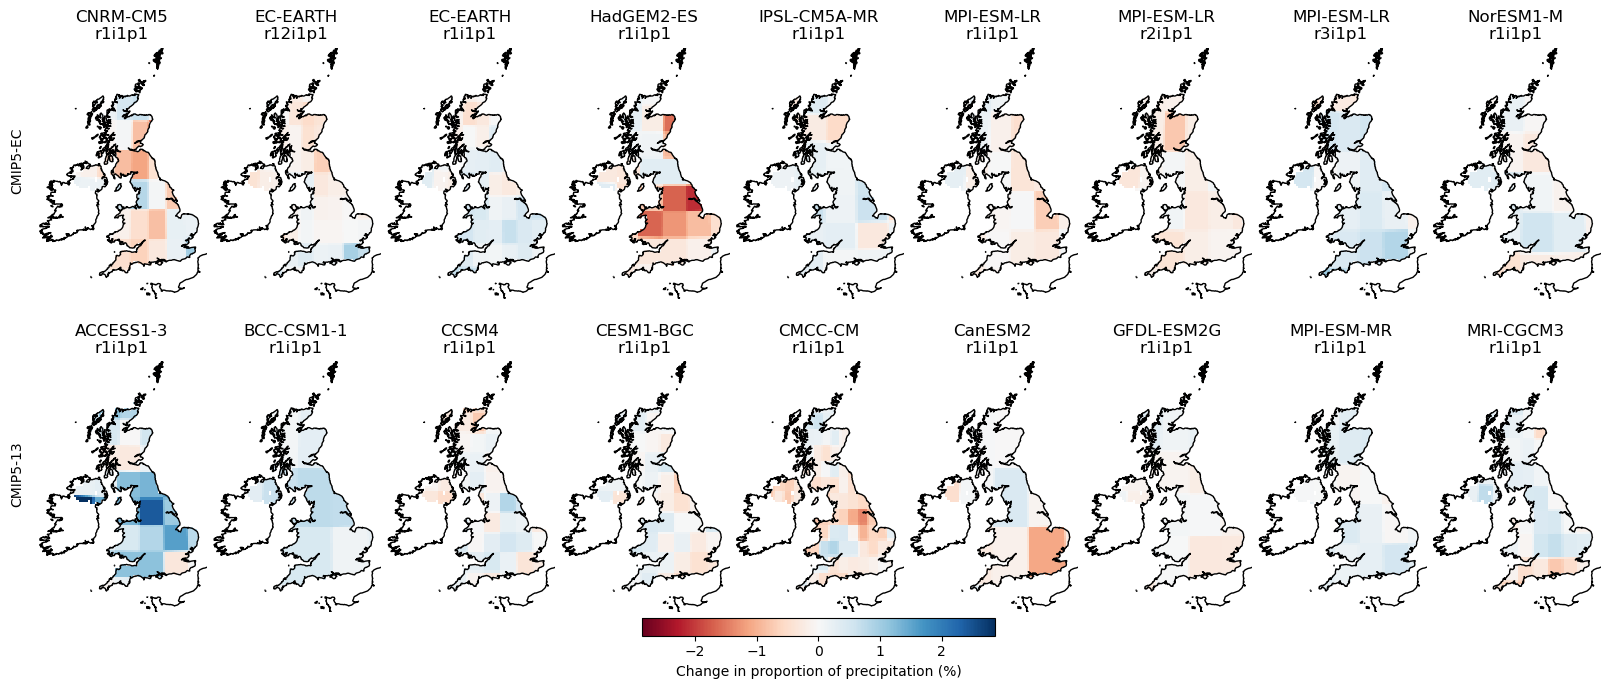 CNRM-CM5
r1i1p1
EC-EARTH
r12i1p1
EC-EARTH
r1i1p1
HadGEM2-ES
r1i1p1
IPSL-CM5A-MR
r1i1p1
MPI-ESM-LR
r1i1p1
MPI-ESM-LR
r2i1p1
MPI-ESM-LR
r3i1p1
NorESM1-M
r1i1p1
CMIP5-EC
ACCESS1-3
r1i1p1
BCC-CSM1-1
r1i1p1
CCSM4
r1i1p1
CESM1-BGC
r1i1p1
CMCC-CM
r1i1p1
CanESM2
r1i1p1
GFDL-ESM2G
r1i1p1
MPI-ESM-MR
r1i1p1
MRI-CGCM3
r1i1p1
CMIP5-13
−2 −1 0 1 2
Change in proportion of precipitation (%)